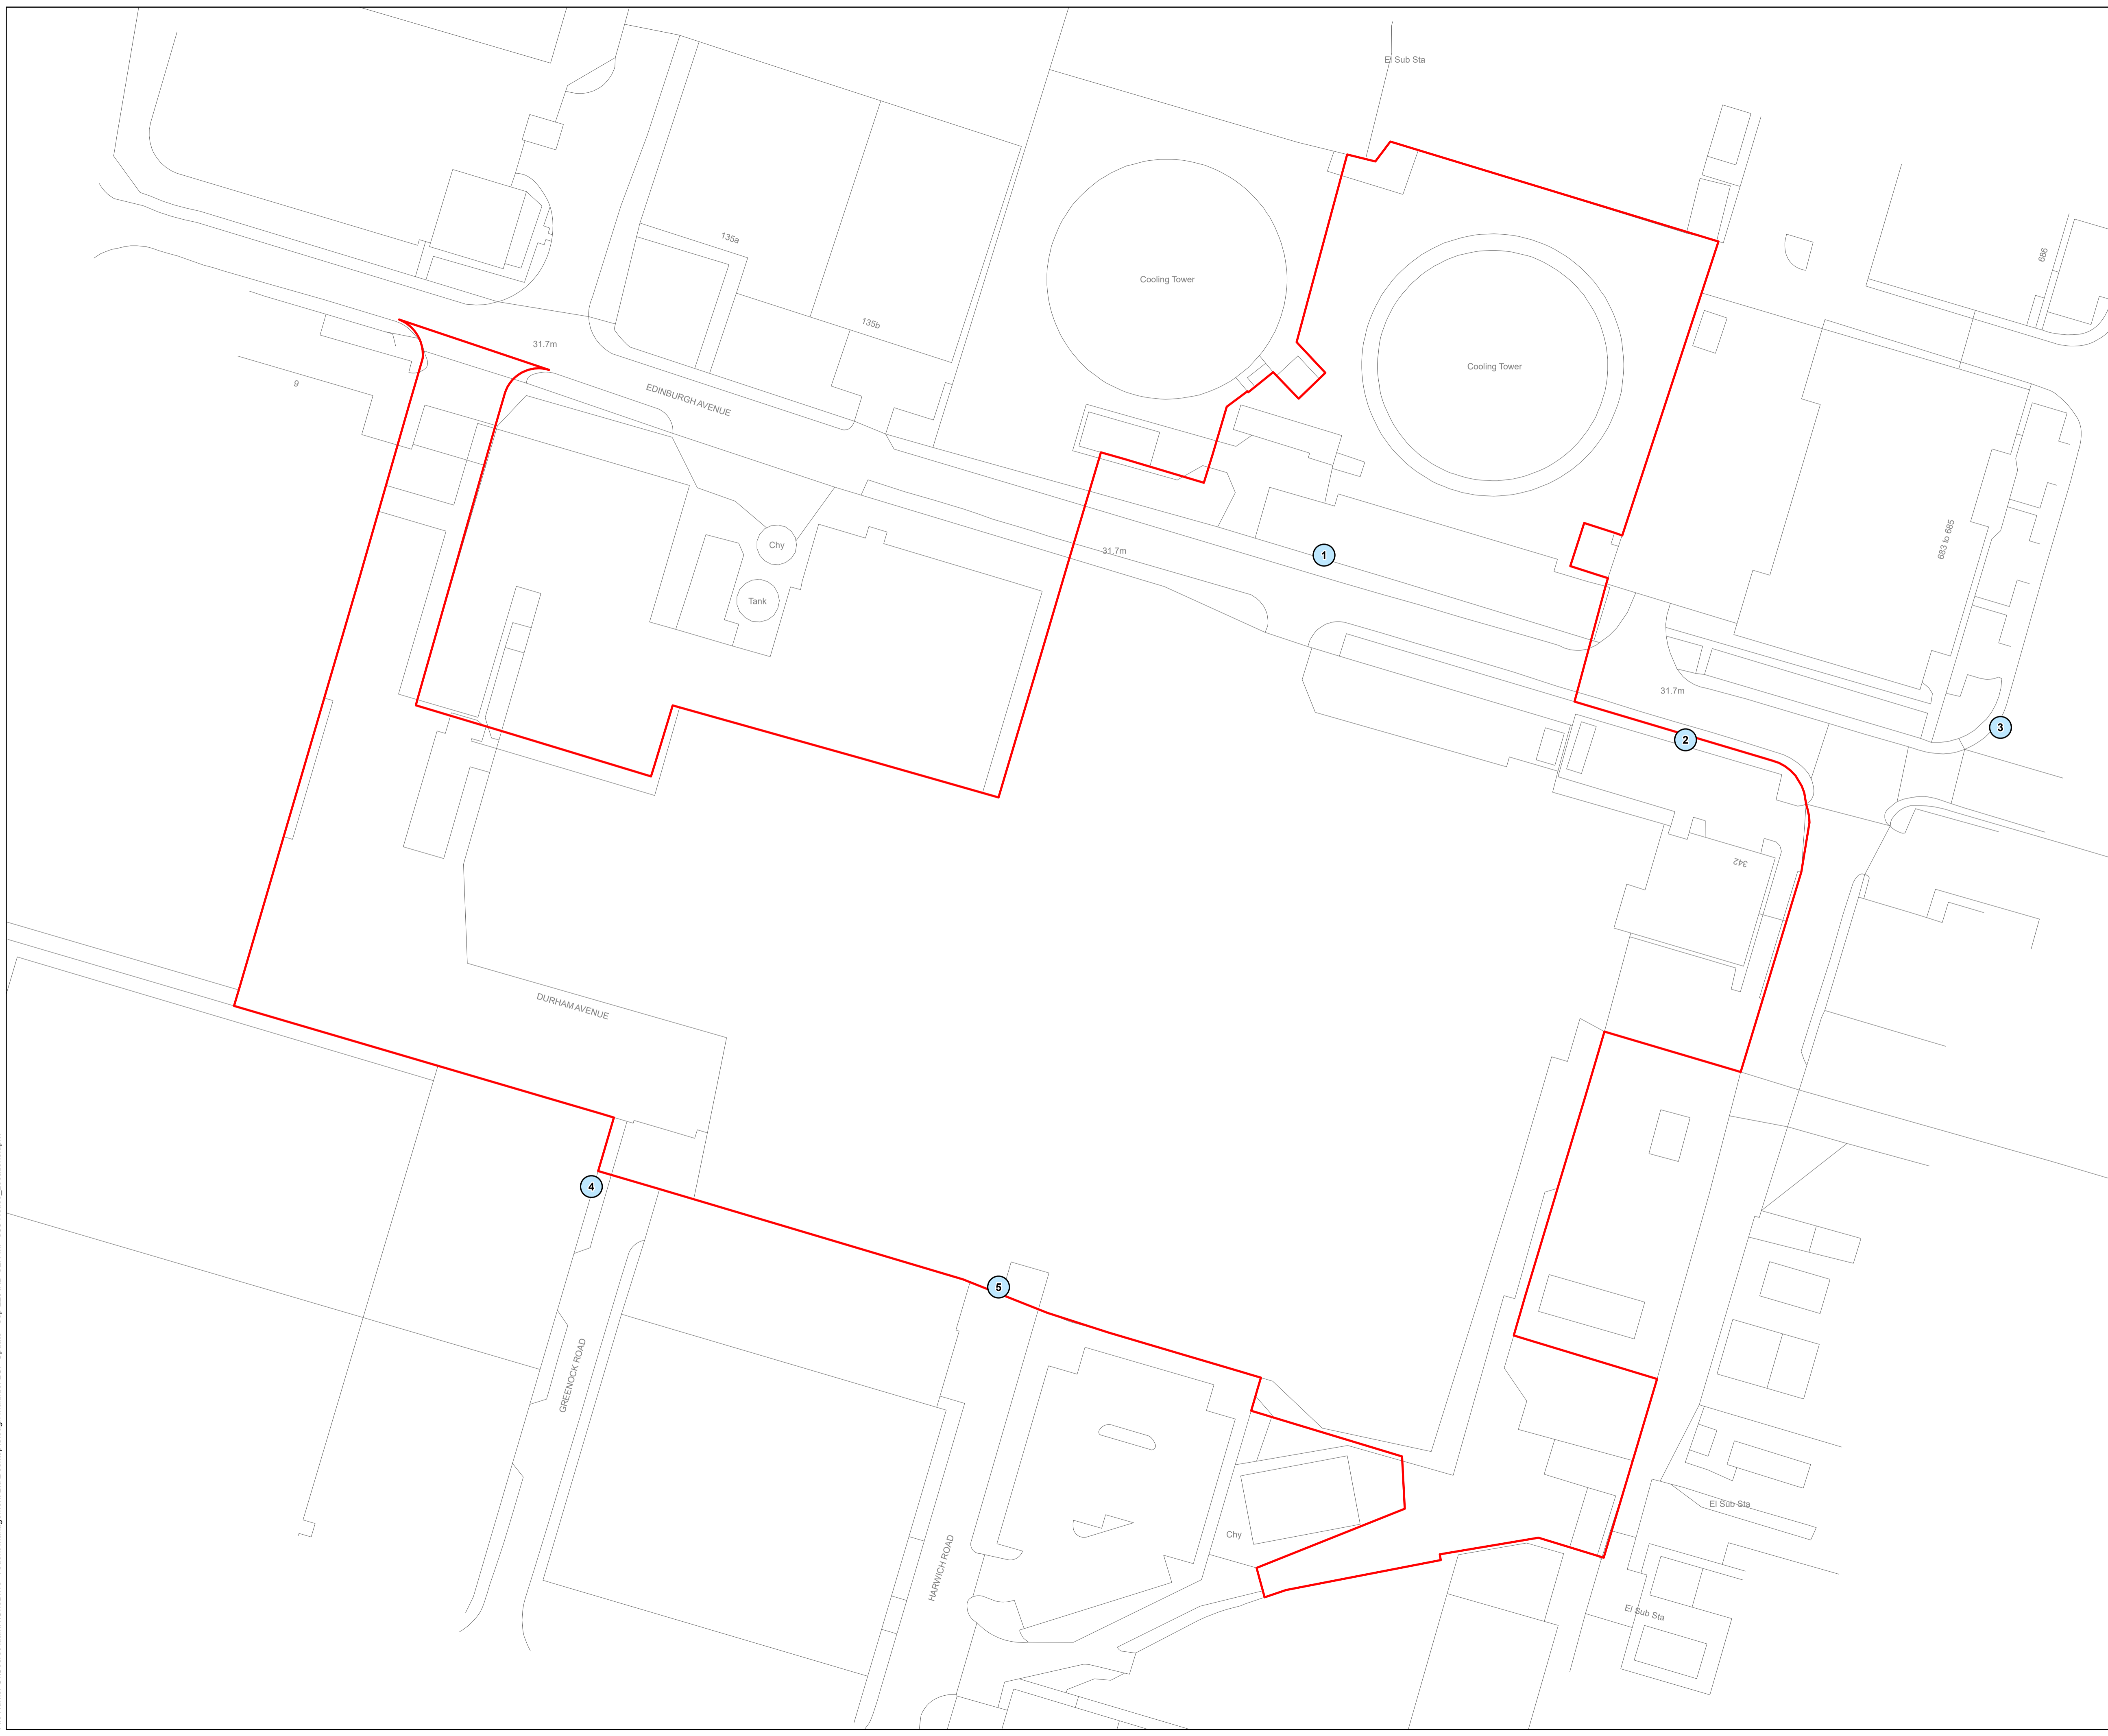 El Sub Sta
135a
686
Cooling Tower
135b
31.7m
Cooling Tower
9
EDINBURGH AVENUE
683 to 685
Chy
31.7m
1
Tank
31.7m
3
2
342
DURHAM AVENUE
4
5
GREENOCK ROAD
El Sub Sta
Chy
HARWICH ROAD
El Sub Sta